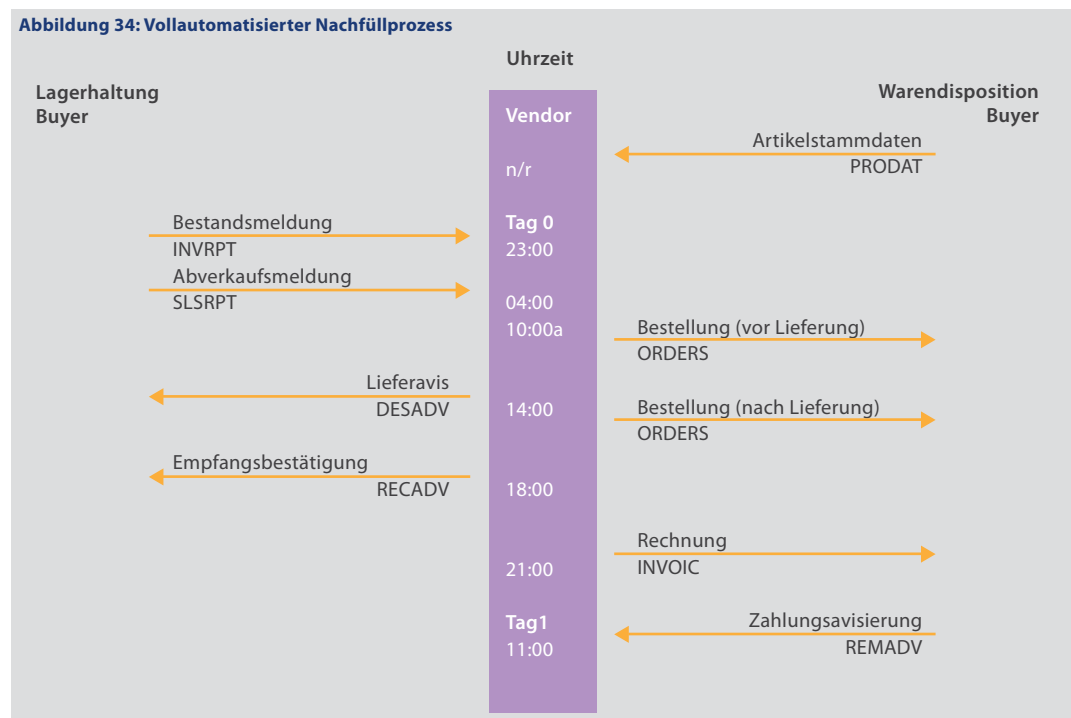 Abbildung 34: Vollautomatisierter Nachfüllprozess
Uhrzeit
Lagerhaltung
Buyer
Warendisposition
Buyer
Vendor
Artikelstammdaten
PRODAT
n/r
Bestandsmeldung
INVRPT
Tag 0
23:00
Abverkaufsmeldung
SLSRPT
04:00
10:00a
Bestellung (vor Lieferung)
ORDERS
Lieferavis
DESADV
14:00
Bestellung (nach Lieferung)
ORDERS
Empfangsbestätigung
RECADV
18:00
Rechnung
INVOIC
21:00
Tag1
11:00
Zahlungsavisierung
REMADV